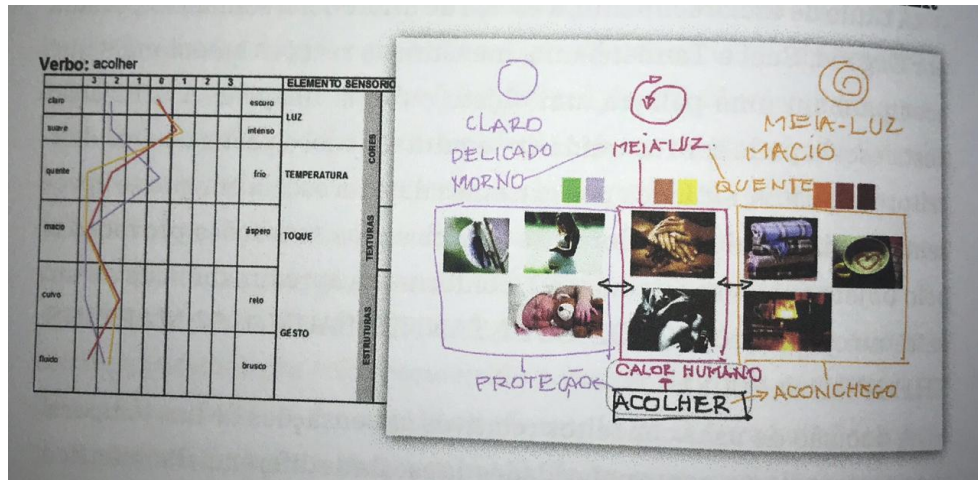 Verbo: acolher
3 2 1 0 1 2 3 ELEMENTO SENSORIO
claro escuro LUZ
suave intenso
CORES
quente frio TEMPERATURA
macio áspero TOQUE
TEXTURAS
curvo reto
GESTO
ESTRUTURAS
fluido brusco
CLARO
DELICADO
MORNO
MEIA-LUZ
MEIA-LUZ
MACIO
QUENTE
PROTEÇÃO
CALOR HUMANO
ACONCHEGO
ACOLHER